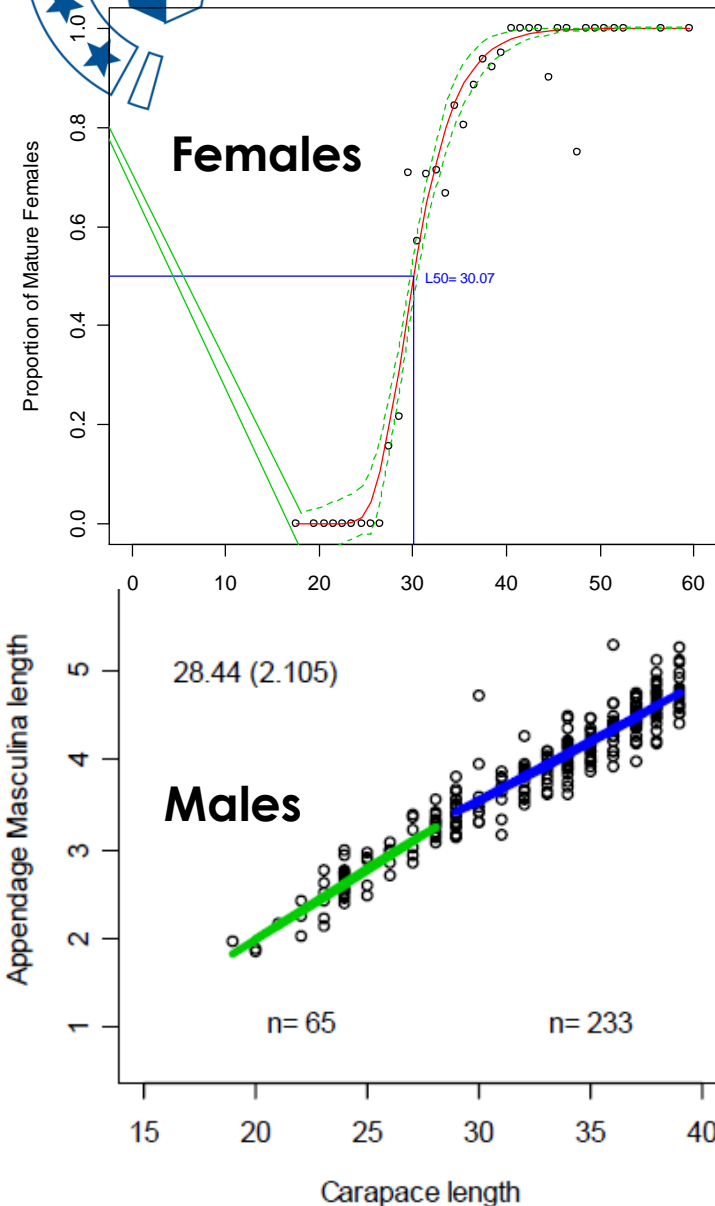 Proportion of Mature Females
1.0
0.8
0.6
0.4
0.2
0.0
Females
L50= 30.07
0 10 20 30 40 50 60
Appendage Masculina length
5
4
3
2
1
28.44 (2.105)
Males
n= 65 n= 233
15 20 25 30 35 40
Carapace length